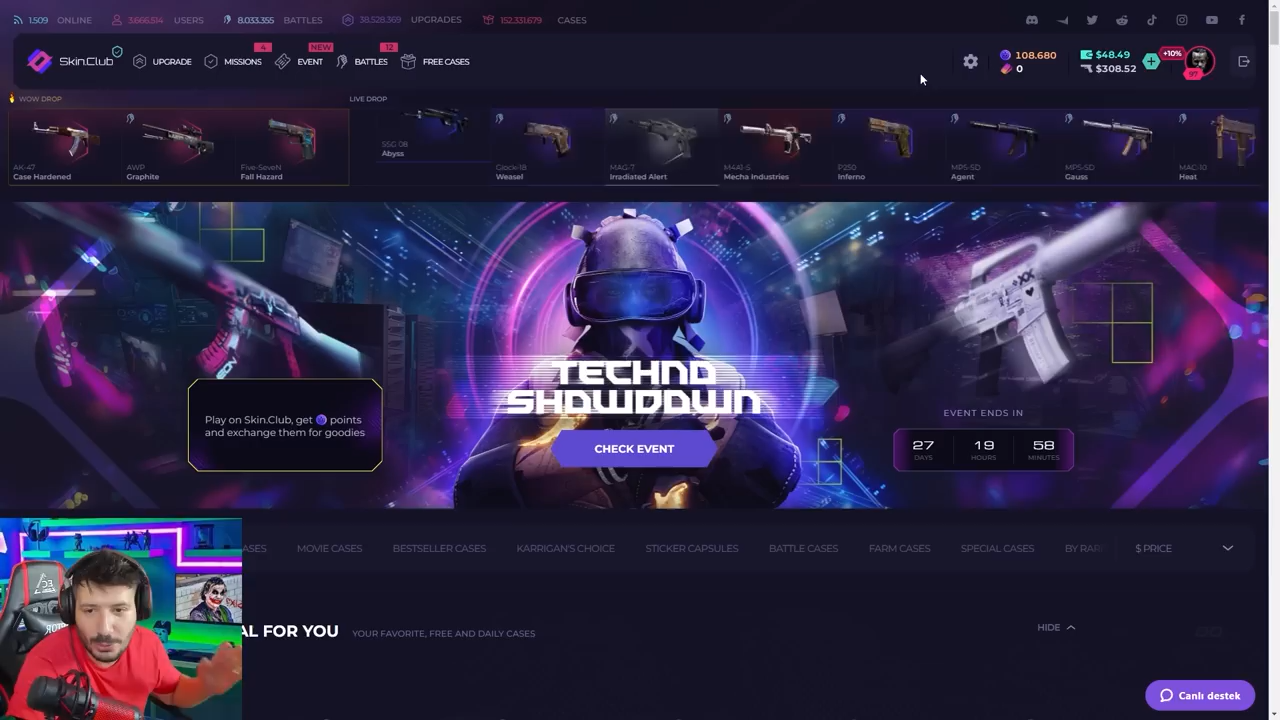 1.509 ONLINE 3.666.514 USERS 8.033.355 BATTLES 38.528.369 UPGRADES 152.331.679 CASES
Skin.Club UPGRADE MISSIONS 4 EVENT NEW BATTLES 12 FREE CASES
108.680 $48.49 +10%
0 $308.52 97
WOW DROP LIVE DROP
AK-47
Case Hardened
AWP
Graphite
Five-SeveN
Fall Hazard
SSG 08
Abyss
Glock-18
Weasel
MAG-7
Irradiated Alert
M4A1-S
Mecha Industries
P250
Inferno
MP5-SD
Agent
MP5-SD
Gauss
MAC-10
Heat
TECHNO
SHOWDOWN
Play on Skin.Club, get points
and exchange them for goodies
CHECK EVENT
EVENT ENDS IN
27 19 58
DAYS HOURS MINUTES
ASES MOVIE CASES BESTSELLER CASES KARRIGAN'S CHOICE STICKER CAPSULES BATTLE CASES FARM CASES SPECIAL CASES BY RAR $ PRICE
AL FOR YOU YOUR FAVORITE, FREE AND DAILY CASES HIDE
Canlı destek